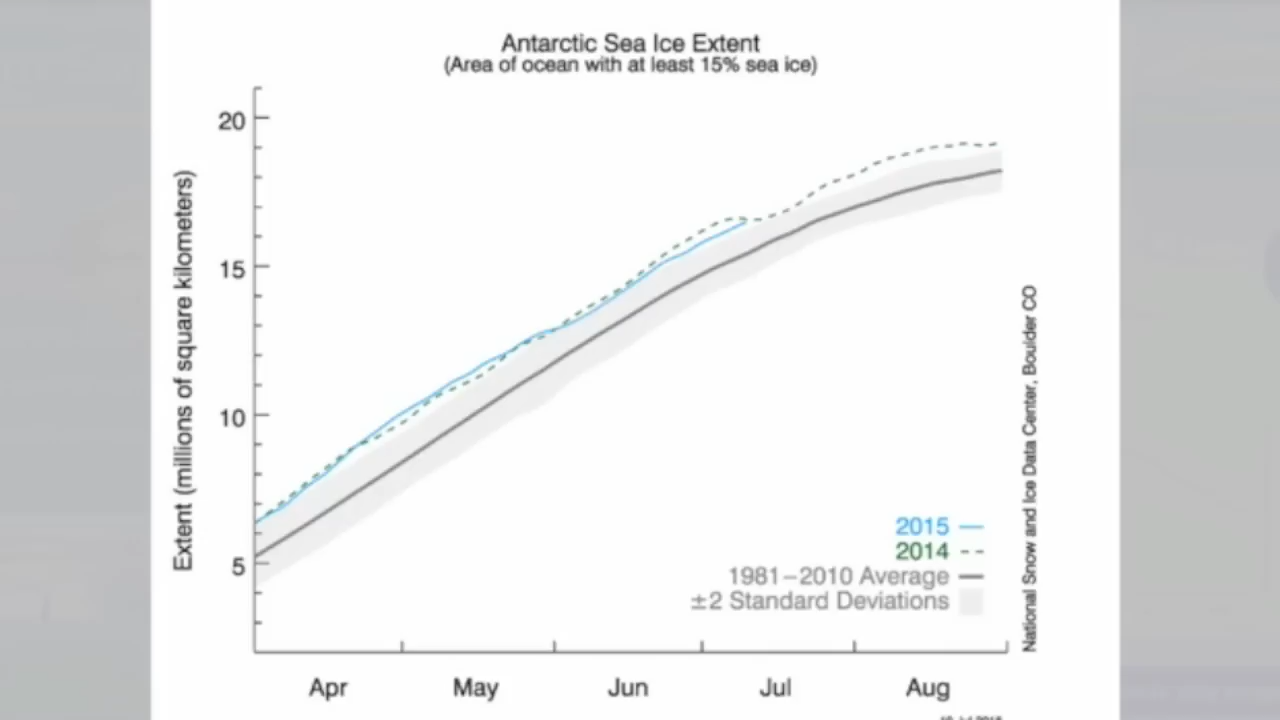 Antarctic Sea Ice Extent
(Area of ocean with at least 15% sea ice)
Extent (millions of square kilometers)
20
15
10
5
Apr May Jun Jul Aug
2015
2014
1981–2010 Average
±2 Standard Deviations
National Snow and Ice Data Center, Boulder CO